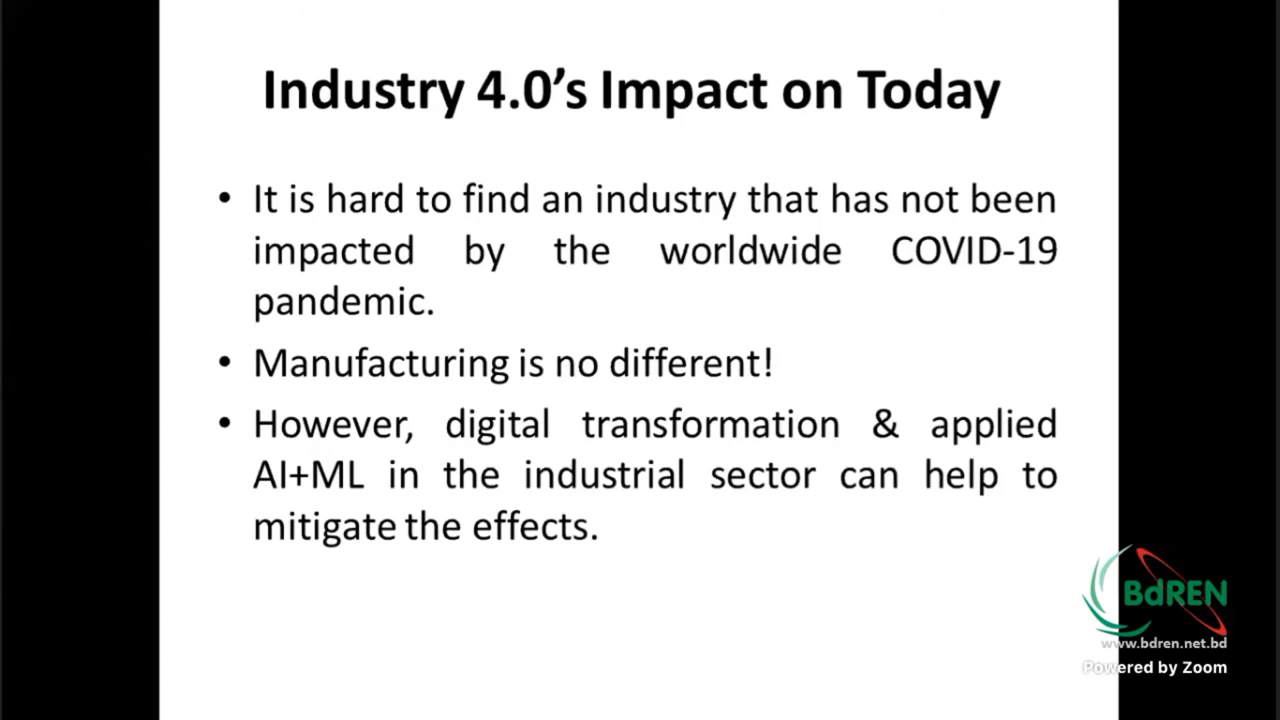 Industry 4.0’s Impact on Today
• It is hard to find an industry that has not been
impacted by the worldwide COVID-19
pandemic.
• Manufacturing is no different!
• However, digital transformation & applied
AI+ML in the industrial sector can help to
mitigate the effects.
BdREN
www.bdren.net.bd
Powered by Zoom